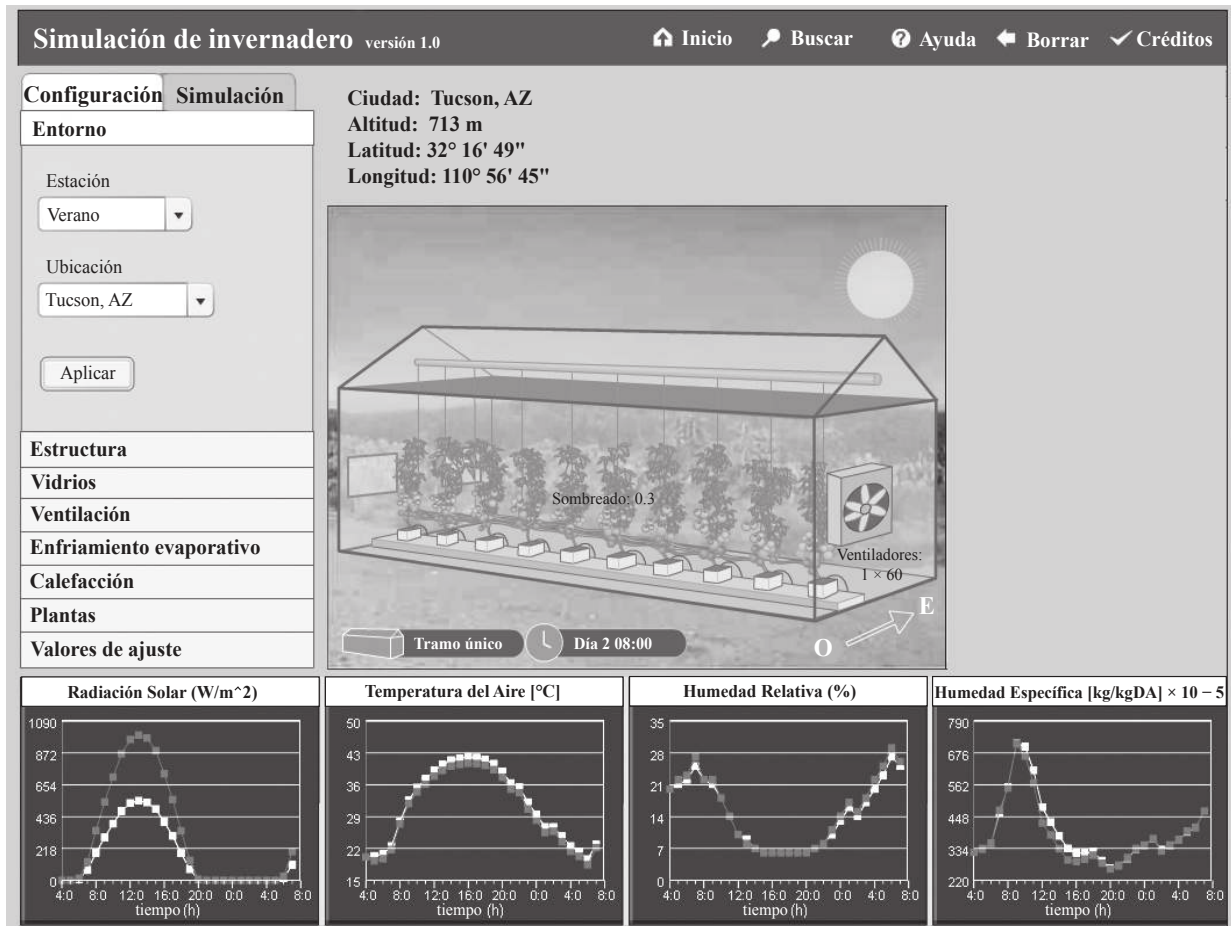 Simulación de invernadero versión 1.0
Inicio
Buscar
Ayuda
Borrar
Créditos
Configuración
Simulación
Entorno
Estación
Verano
Ubicación
Tucson, AZ
Aplicar
Estructura
Vidrios
Ventilación
Enfriamiento evaporativo
Calefacción
Plantas
Valores de ajuste
Ciudad: Tucson, AZ
Altitud: 713 m
Latitud: 32° 16' 49"
Longitud: 110° 56' 45"
Sombreado: 0.3
Ventiladores:
1 × 60
E
O
Tramo único
Día 2 08:00
Radiación Solar (W/m^2)
1090
872
654
436
218
0
4:0 8:0 12:0 16:0 20:0 0:0 4:0 8:0
tiempo (h)
Temperatura del Aire [°C]
50
43
36
29
22
15
4:0 8:0 12:0 16:0 20:0 0:0 4:0 8:0
tiempo (h)
Humedad Relativa (%)
35
28
21
14
7
0
4:0 8:0 12:0 16:0 20:0 0:0 4:0 8:0
tiempo (h)
Humedad Específica [kg/kgDA] × 10 − 5
790
676
562
448
334
220
4:0 8:0 12:0 16:0 20:0 0:0 4:0 8:0
tiempo (h)